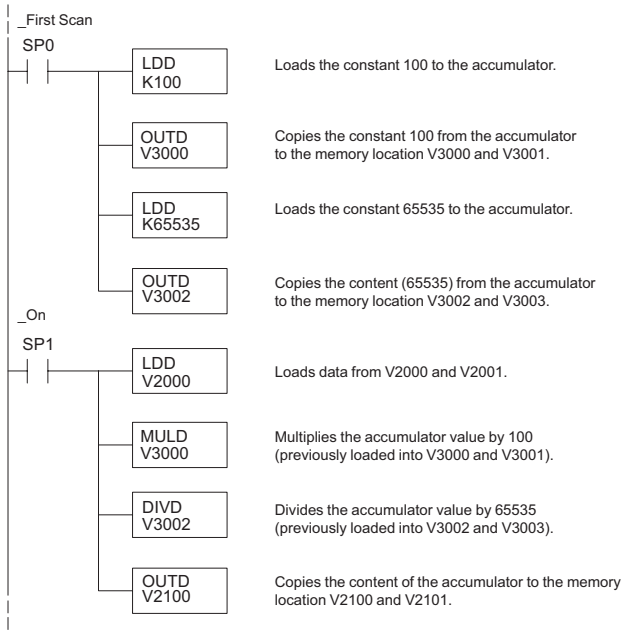 _First Scan
SP0
LDD
K100
Loads the constant 100 to the accumulator.
OUTD
V3000
Copies the constant 100 from the accumulator
to the memory location V3000 and V3001.
LDD
K65535
Loads the constant 65535 to the accumulator.
OUTD
V3002
Copies the content (65535) from the accumulator
to the memory location V3002 and V3003.
_On
SP1
LDD
V2000
Loads data from V2000 and V2001.
MULD
V3000
Multiplies the accumulator value by 100
(previously loaded into V3000 and V3001).
DIVD
V3002
Divides the accumulator value by 65535
(previously loaded into V3002 and V3003).
OUTD
V2100
Copies the content of the accumulator to the memory
location V2100 and V2101.